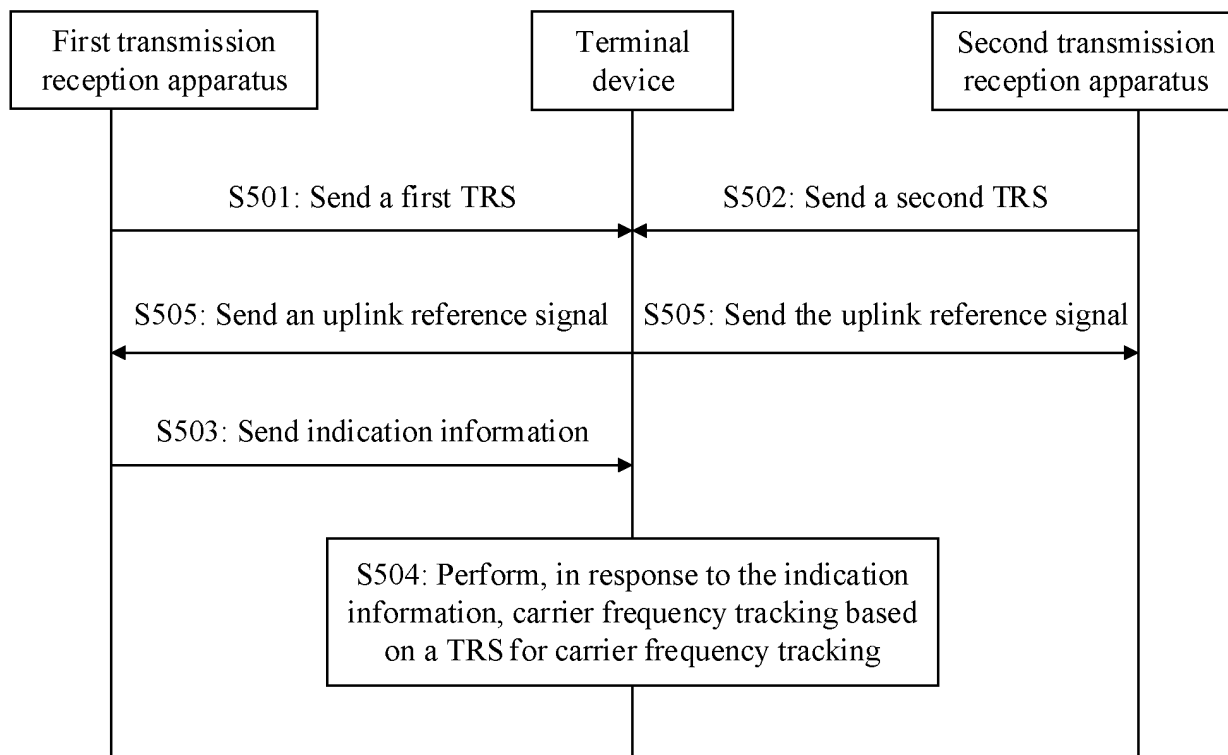 First transmission
reception apparatus
Terminal
device
Second transmission
reception apparatus
S501: Send a first TRS
S502: Send a second TRS
S505: Send an uplink reference signal
S505: Send the uplink reference signal
S503: Send indication information
S504: Perform, in response to the indication
information, carrier frequency tracking based
on a TRS for carrier frequency tracking